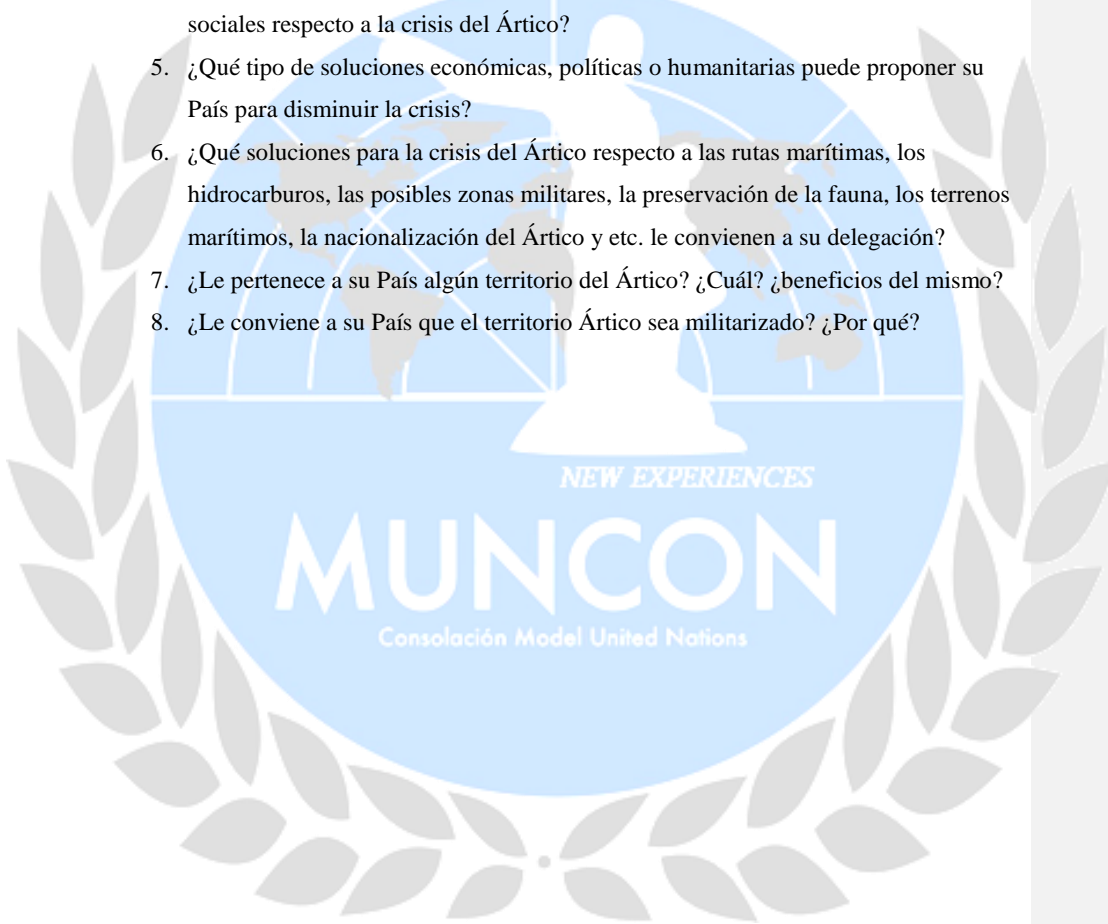 sociales respecto a la crisis del Ártico?
5. ¿Qué tipo de soluciones económicas, políticas o humanitarias puede proponer su
País para disminuir la crisis?
6. ¿Qué soluciones para la crisis del Ártico respecto a las rutas marítimas, los
hidrocarburos, las posibles zonas militares, la preservación de la fauna, los terrenos
marítimos, la nacionalización del Ártico y etc. le convienen a su delegación?
7. ¿Le pertenece a su País algún territorio del Ártico? ¿Cuál? ¿beneficios del mismo?
8. ¿Le conviene a su País que el territorio Ártico sea militarizado? ¿Por qué?
NEW EXPERIENCES
MUNCON
Consolación Model United Nations